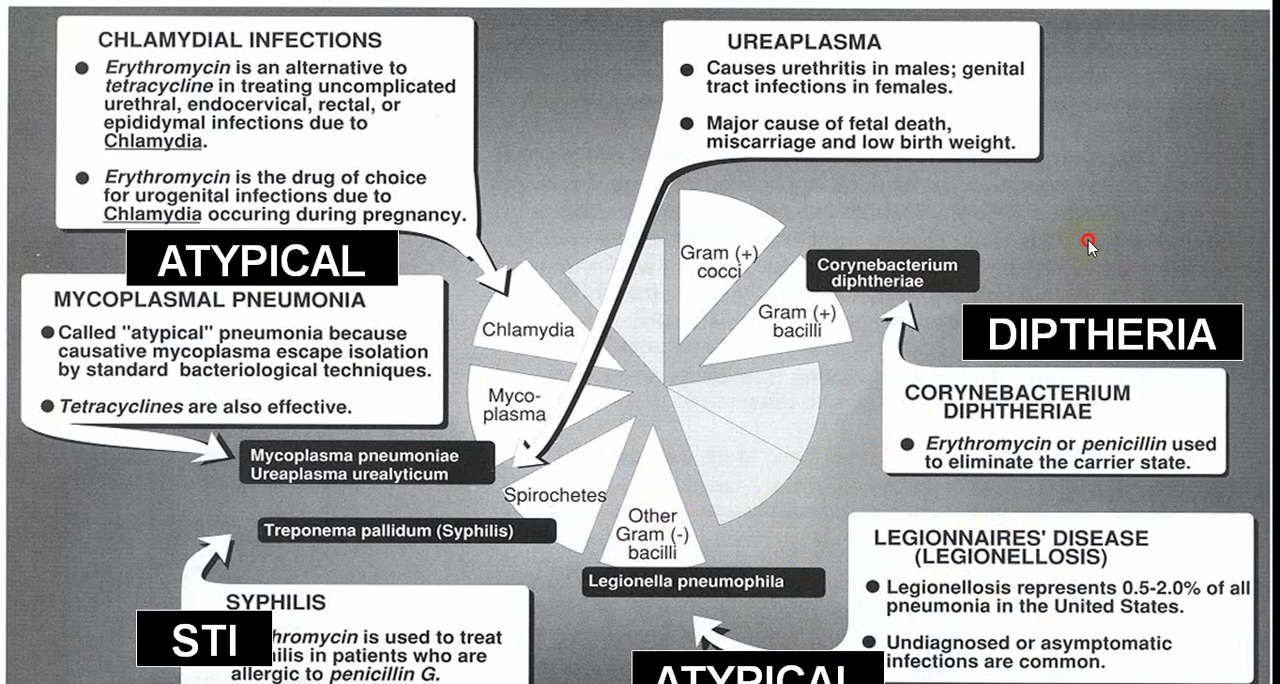 CHLAMYDIAL INFECTIONS
● Erythromycin is an alternative to
tetracycline in treating uncomplicated
urethral, endocervical, rectal, or
epididymal infections due to
Chlamydia.
● Erythromycin is the drug of choice
for urogenital infections due to
Chlamydia occuring during pregnancy.
UREAPLASMA
● Causes urethritis in males; genital
tract infections in females.
● Major cause of fetal death,
miscarriage and low birth weight.
ATYPICAL
MYCOPLASMAL PNEUMONIA
● Called "atypical" pneumonia because
causative mycoplasma escape isolation
by standard bacteriological techniques.
● Tetracyclines are also effective.
Gram (+)
cocci
Gram (+)
bacilli
Chlamydia
Myco-
plasma
Spirochetes
Other
Gram (-)
bacilli
Corynebacterium
diphtheriae
DIPTHERIA
CORYNEBACTERIUM
DIPHTHERIAE
● Erythromycin or penicillin used
to eliminate the carrier state.
Mycoplasma pneumoniae
Ureaplasma urealyticum
Treponema pallidum (Syphilis)
Legionella pneumophila
LEGIONNAIRES' DISEASE
(LEGIONELLOSIS)
● Legionellosis represents 0.5-2.0% of all
pneumonia in the United States.
● Undiagnosed or asymptomatic
infections are common.
SYPHILIS
STI
hromycin is used to treat
ilis in patients who are
allergic to penicillin G.
ATYPICAL